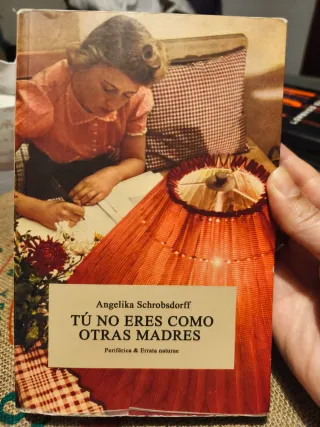 Angelika Schrobsdorff
TÚ NO ERES COMO
OTRAS MADRES
Periférica & Errata naturae